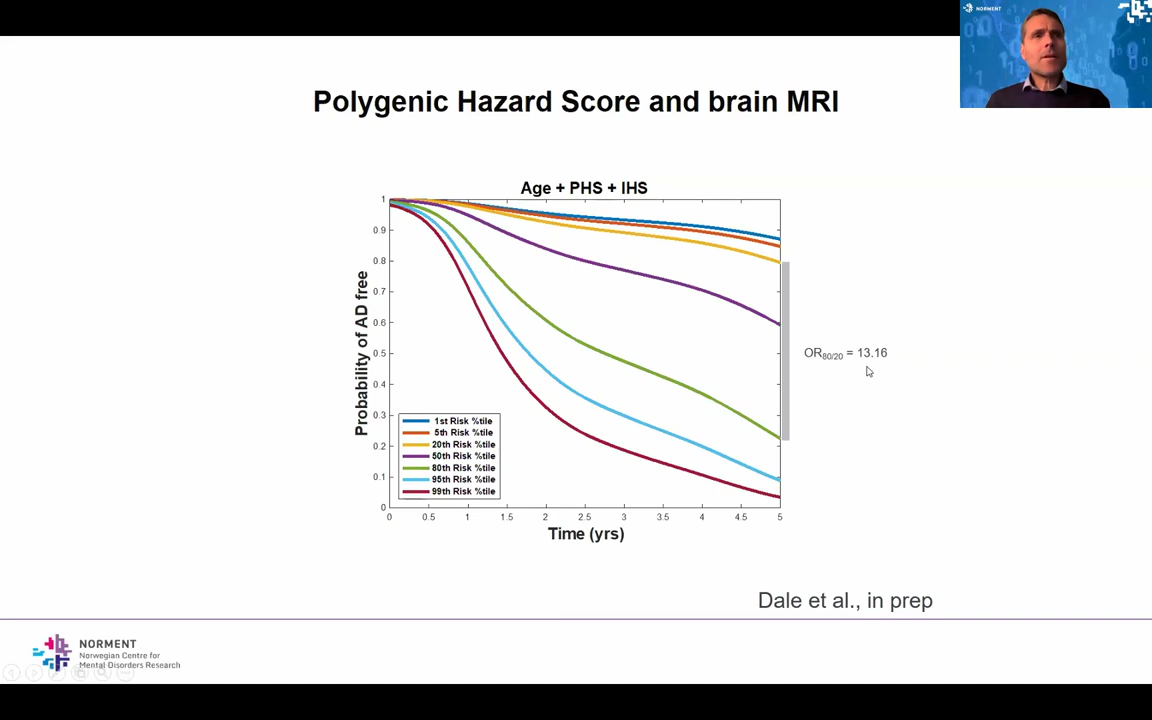 NORMENT
Polygenic Hazard Score and brain MRI
Age + PHS + IHS
Probability of AD free
1
0.9
0.8
0.7
0.6
0.5
0.4
0.3
0.2
0.1
0
1st Risk %tile
5th Risk %tile
20th Risk %tile
50th Risk %tile
80th Risk %tile
95th Risk %tile
99th Risk %tile
0 0.5 1 1.5 2 2.5 3 3.5 4 4.5 5
Time (yrs)
OR80/20 = 13.16
Dale et al., in prep
NORMENT
Norwegian Centre for
Mental Disorders Research